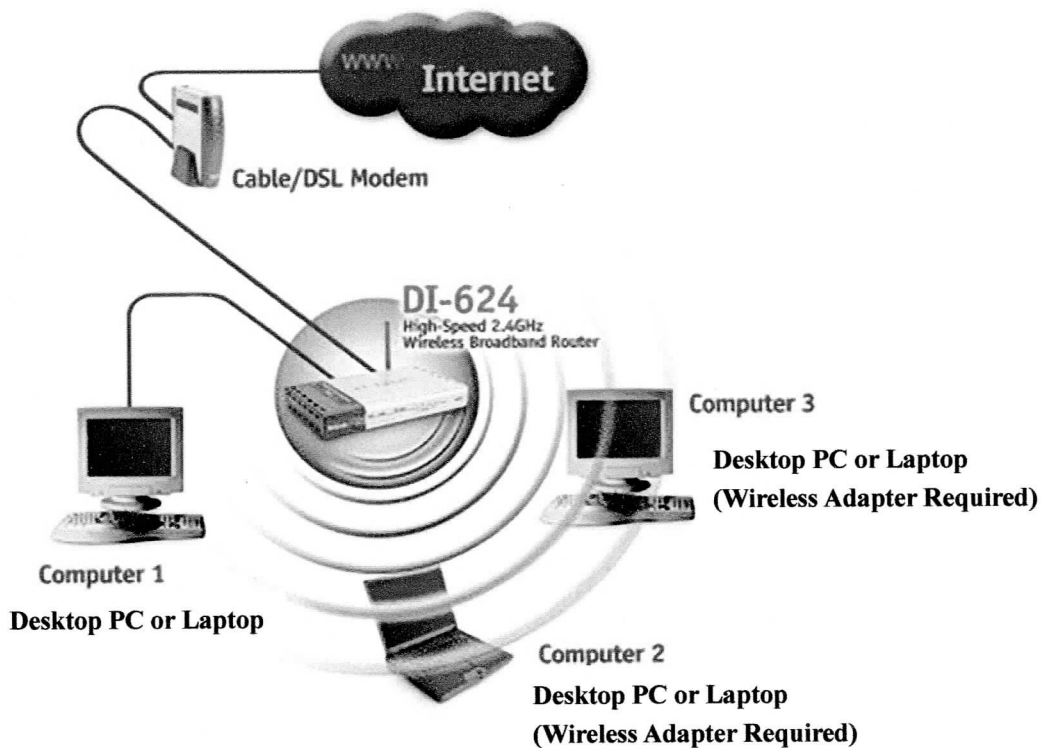 www.
Internet
Cable/DSL Modem
DI-624
High-Speed 2.4GHz
Wireless Broadband Router
Computer 3
Desktop PC or Laptop
(Wireless Adapter Required)
Computer 1
Desktop PC or Laptop
Computer 2
Desktop PC or Laptop
(Wireless Adapter Required)